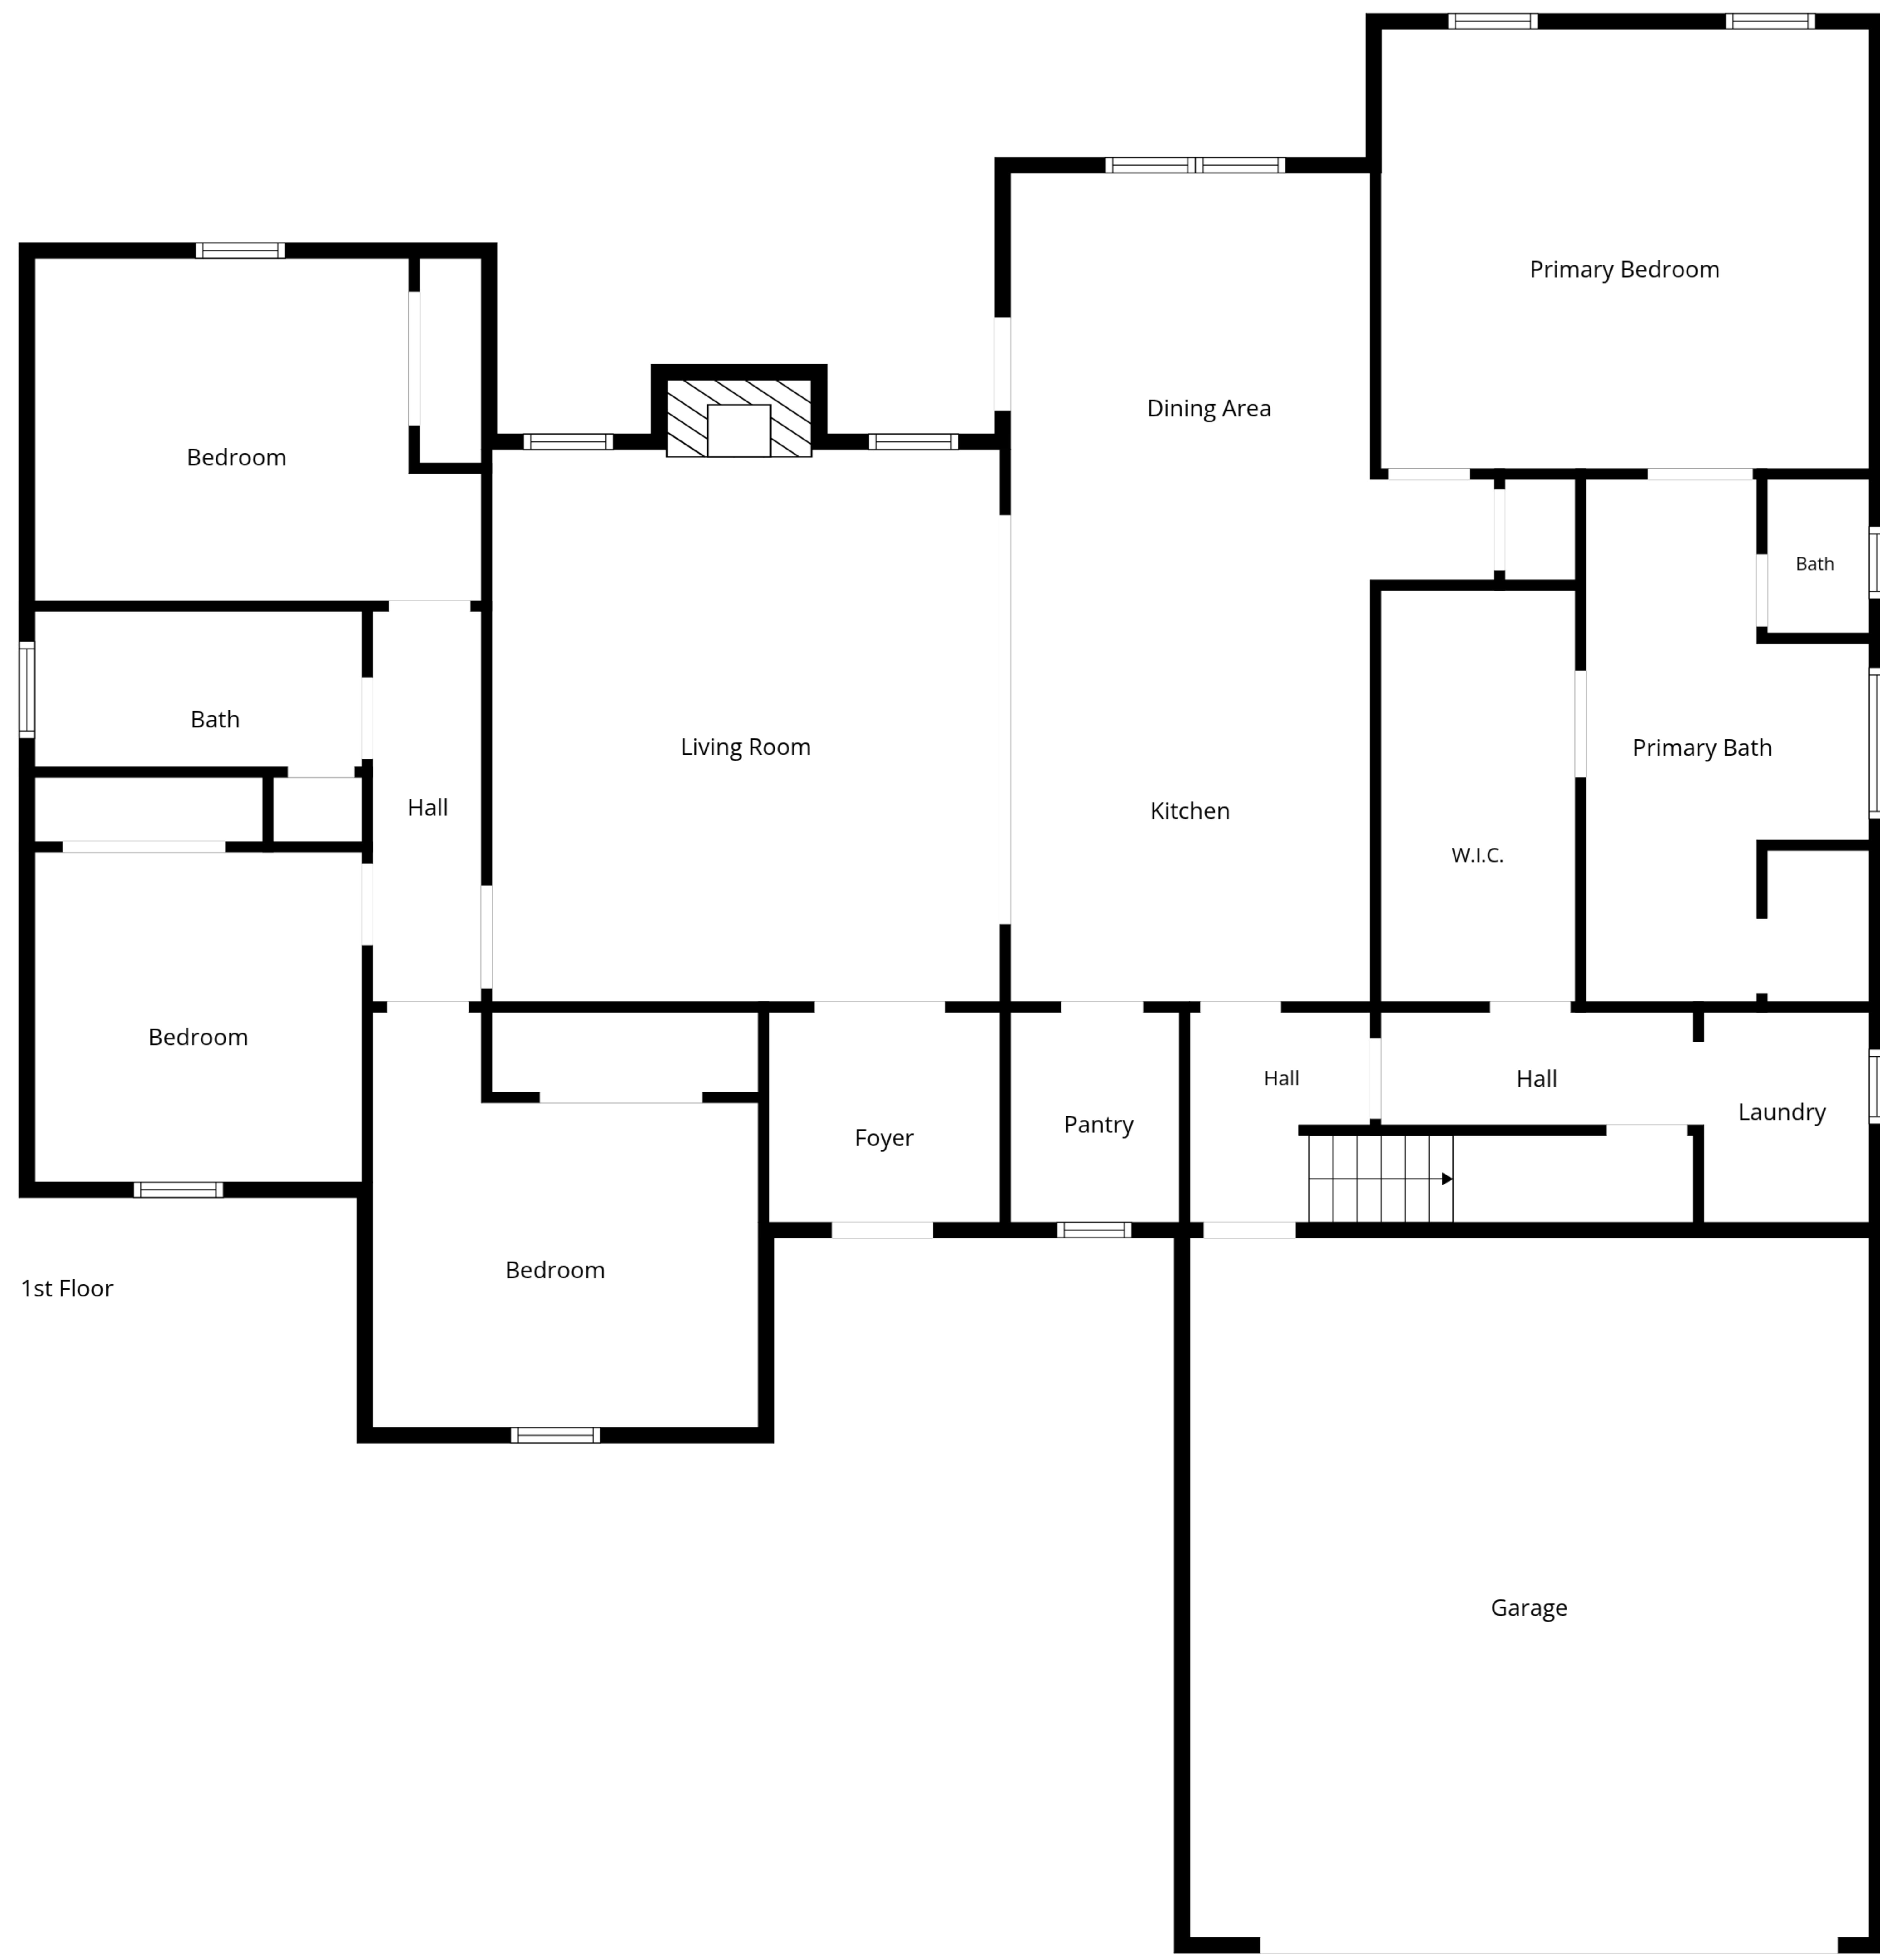 Primary Bedroom
Dining Area
Bedroom
Bath
Bath
Living Room
Primary Bath
Hall
Kitchen
W.I.C.
Bedroom
Hall
Hall
Laundry
Pantry
Foyer
Bedroom
1st Floor
Garage